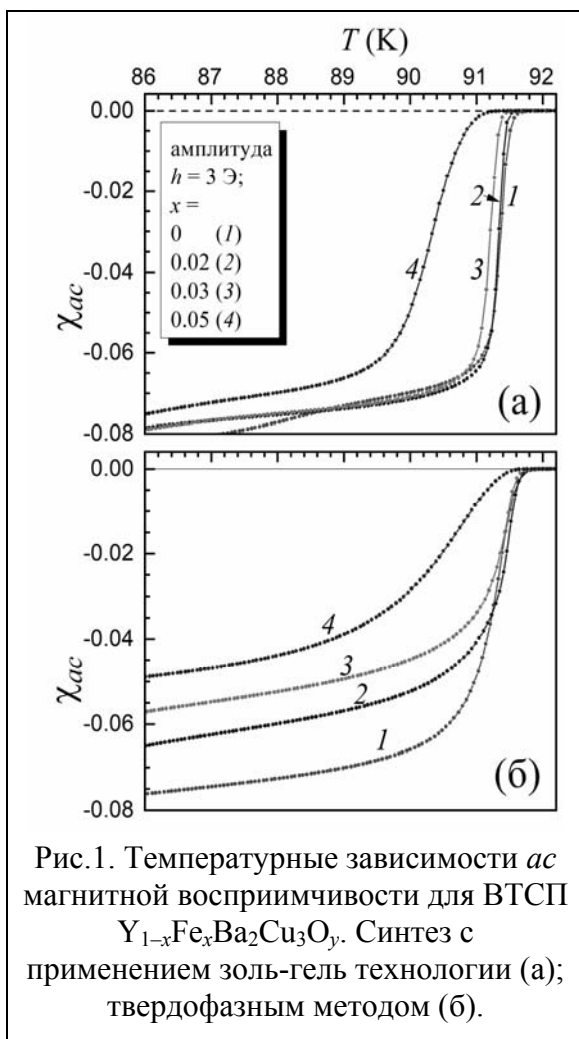 T (K)
86 87 88 89 90 91 92
0.00
амплитуда
h = 3 Э;
x =
0 (1)
0.02 (2)
0.03 (3)
0.05 (4)
-0.02
-0.04
-0.06
-0.08
χac
4
2
1
3
(а)
0.00
-0.02
-0.04
-0.06
-0.08
χac
4
3
2
1
(б)
Рис.1. Температурные зависимости ac
магнитной восприимчивости для ВТСП
Y1–xFexBa2Cu3Oy. Синтез с
применением золь-гель технологии (а);
твердофазным методом (б).